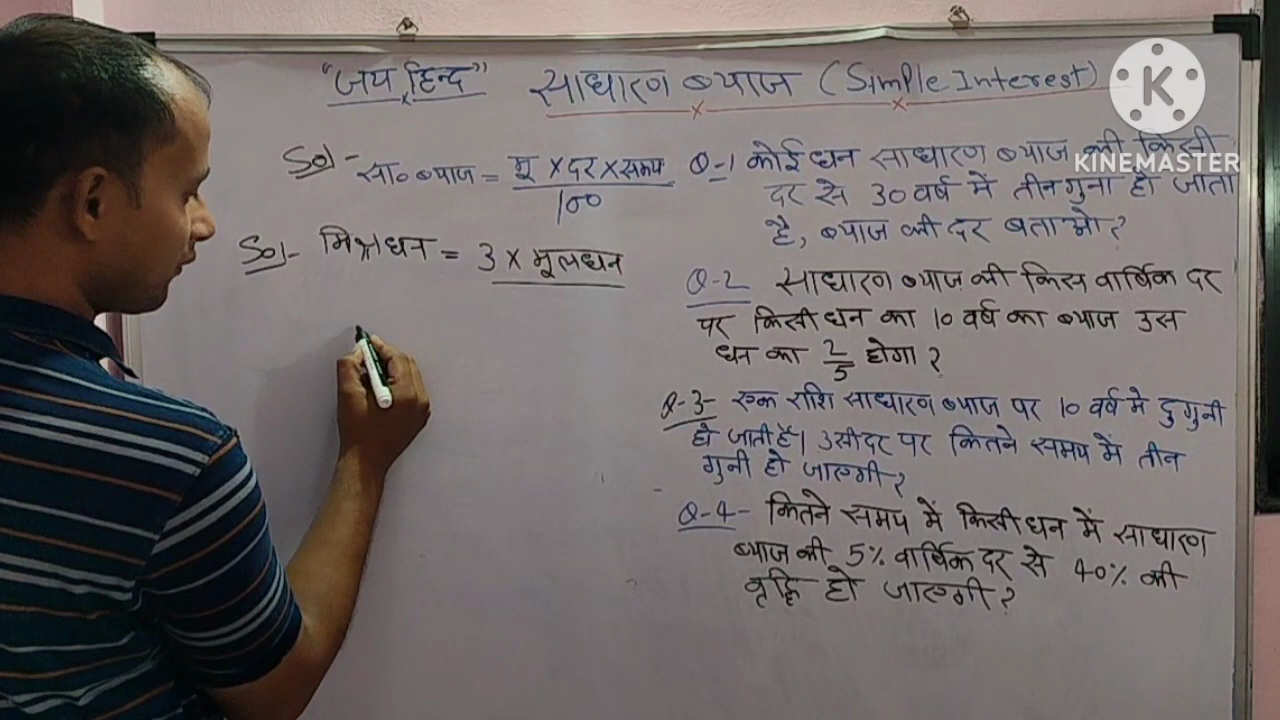 "जय हिन्द" साधारण ब्याज (Simple Interest)
Sol- सा० ब्याज = मू × दर × समय / 100
Sol- मिश्रधन = 3 × मूलधन
Q-1 कोई धन साधारण ब्याज की किसी
दर से 30 वर्ष में तीन गुना हो जाता
है, ब्याज की दर बताओ?
Q-2 साधारण ब्याज की किस वार्षिक दर
पर किसी धन का 10 वर्ष का ब्याज उस
धन का 2/5 होगा?
Q-3- एक राशि साधारण ब्याज पर 10 वर्ष मे दुगुनी
हो जाती है। उसी दर पर कितने समय में तीन
गुनी हो जाएगी?
Q-4- कितने समय में किसी धन में साधारण
ब्याज की 5% वार्षिक दर से 40% की
वृद्धि हो जाएगी?
K
KINEMASTER